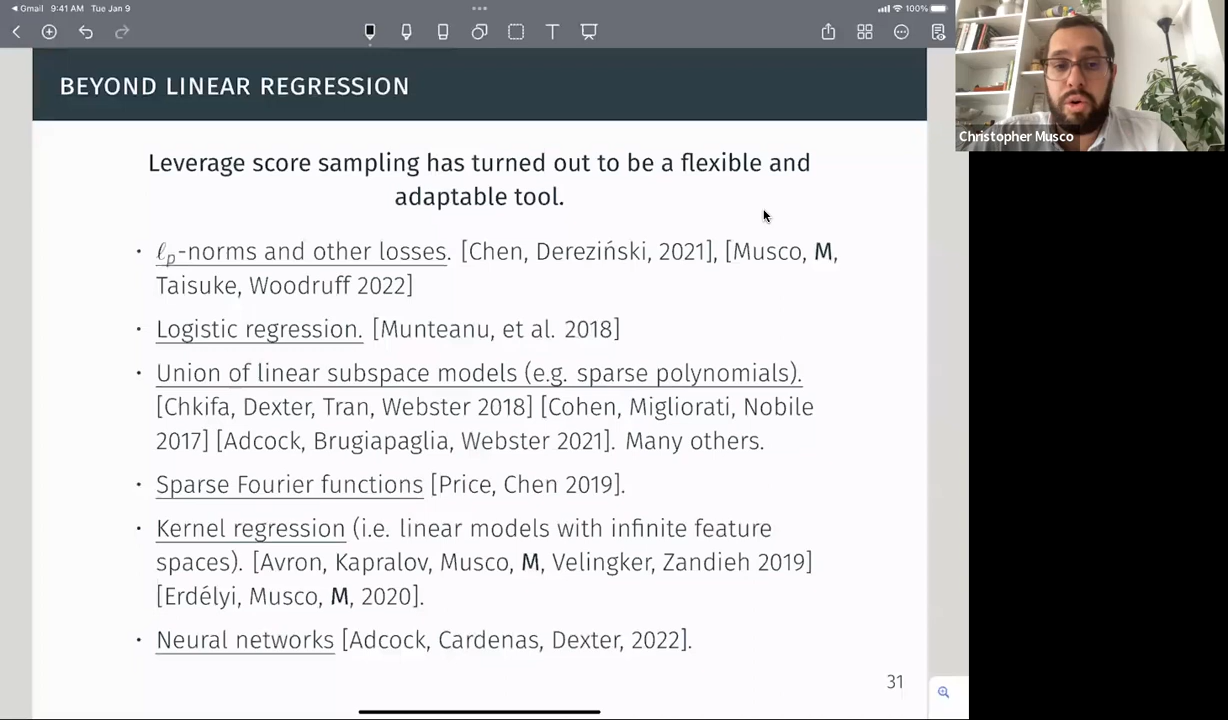 Gmail 9:41 AM Tue Jan 9
100%
BEYOND LINEAR REGRESSION
Christopher Musco
Leverage score sampling has turned out to be a flexible and
adaptable tool.
· ℓp-norms and other losses. [Chen, Dereziński, 2021], [Musco, M,
Taisuke, Woodruff 2022]
· Logistic regression. [Munteanu, et al. 2018]
· Union of linear subspace models (e.g. sparse polynomials).
[Chkifa, Dexter, Tran, Webster 2018] [Cohen, Migliorati, Nobile
2017] [Adcock, Brugiapaglia, Webster 2021]. Many others.
· Sparse Fourier functions [Price, Chen 2019].
· Kernel regression (i.e. linear models with infinite feature
spaces). [Avron, Kapralov, Musco, M, Velingker, Zandieh 2019]
[Erdélyi, Musco, M, 2020].
· Neural networks [Adcock, Cardenas, Dexter, 2022].
31